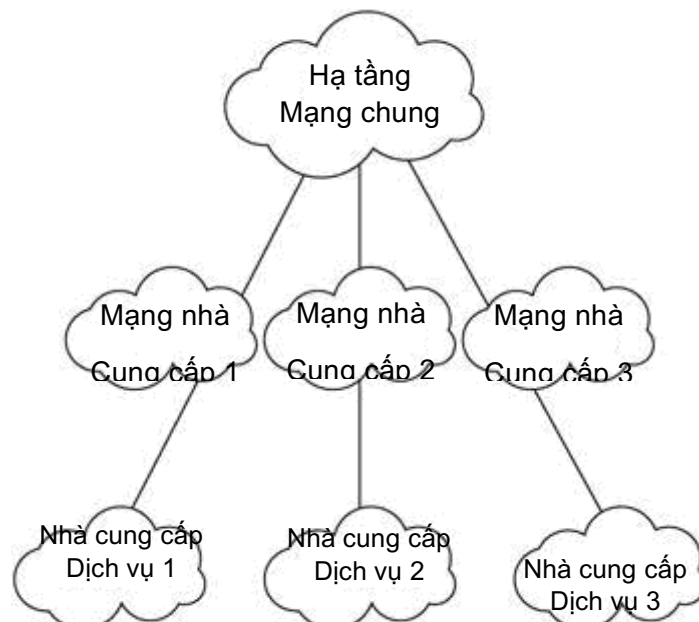 Hạ tầng
Mạng chung
Mạng nhà
Cung cấp 1
Mạng nhà
Cung cấp 2
Mạng nhà
Cung cấp 3
Nhà cung cấp
Dịch vụ 1
Nhà cung cấp
Dịch vụ 2
Nhà cung cấp
Dịch vụ 3